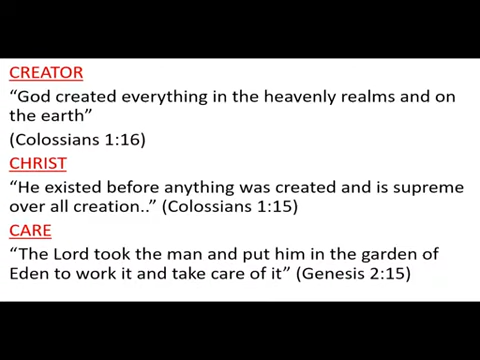 CREATOR
“God created everything in the heavenly realms and on
the earth”
(Colossians 1:16)
CHRIST
“He existed before anything was created and is supreme
over all creation..” (Colossians 1:15)
CARE
“The Lord took the man and put him in the garden of
Eden to work it and take care of it” (Genesis 2:15)